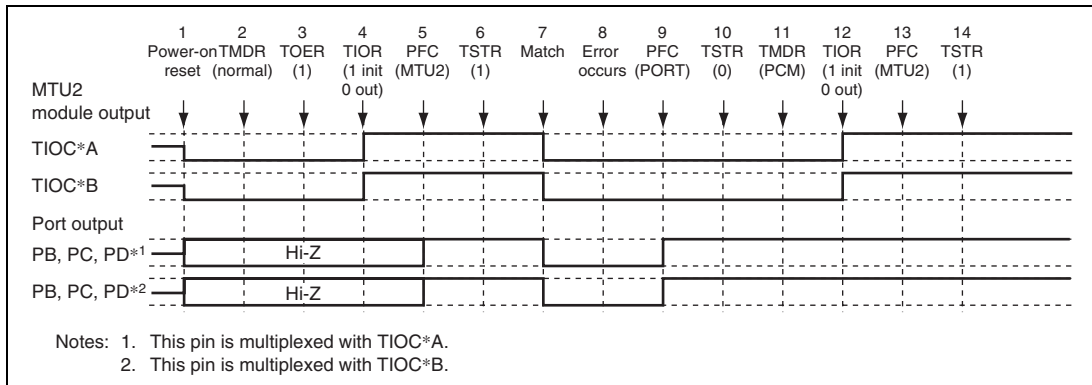 1 2 3 4 5 6 7 8 9 10 11 12 13 14
Power-on TMDR TOER TIOR PFC TSTR Match Error PFC TSTR TMDR TIOR PFC TSTR
reset (normal) (1) (1 init (MTU2) (1) occurs (PORT) (0) (PCM) (1 init (MTU2) (1)
MTU2 0 out) 0 out)
module output
TIOC*A
TIOC*B
Port output
PB, PC, PD*1 Hi-Z
PB, PC, PD*2 Hi-Z
Notes: 1. This pin is multiplexed with TIOC*A.
2. This pin is multiplexed with TIOC*B.